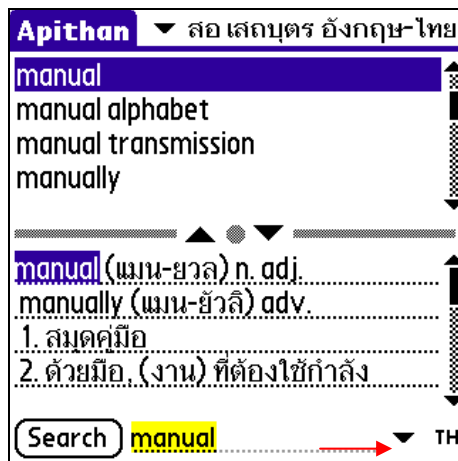 Apithan สอ เสถบุตร อังกฤษ-ไทย
manual
manual alphabet
manual transmission
manually
manual (แมน-ยวล) n. adj.
manually (แมน-ยัวลิ) adv.
1. สมุดคู่มือ
2. ด้วยมือ, (งาน) ที่ต้องใช้กำลัง
Search manual TH